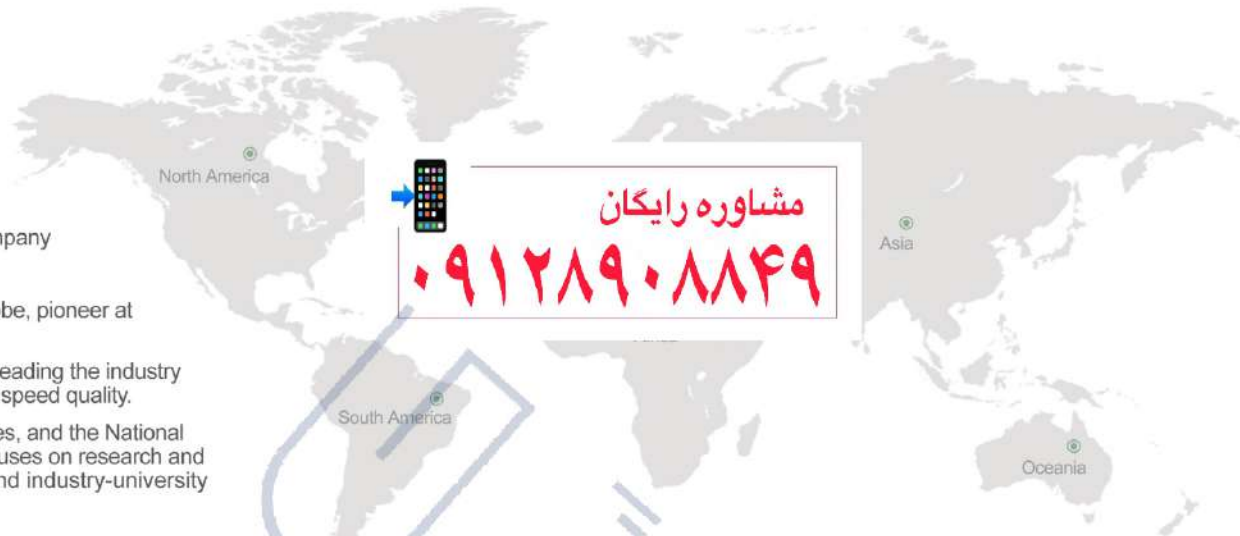 North America
مشاوره رایگان
۰۹۱۲۸۹۰۸۸۴۹
Asia
be, pioneer at
eading the industry
speed quality.
South America
es, and the National
uses on research and
nd industry-university
Oceania